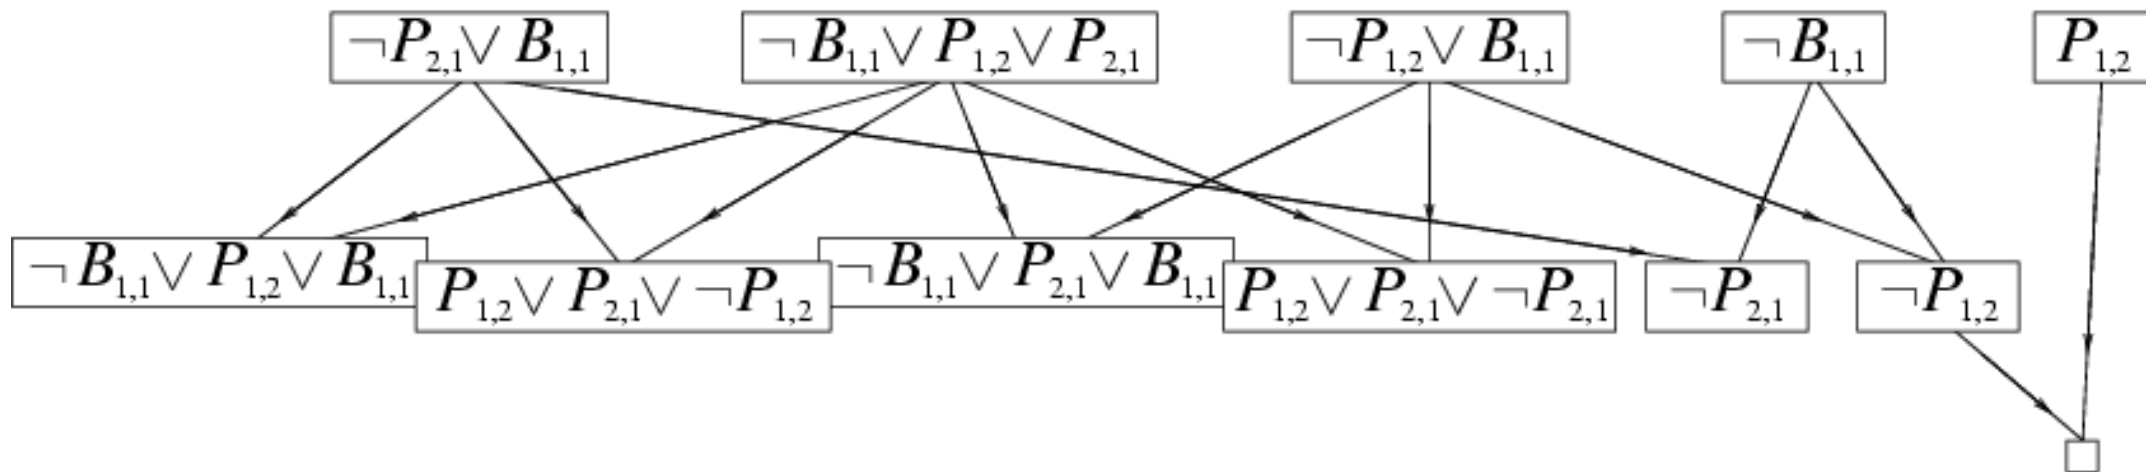 ¬P2,1 ∨ B1,1
¬B1,1 ∨ P1,2 ∨ P2,1
¬P1,2 ∨ B1,1
¬B1,1
P1,2
¬B1,1 ∨ P1,2 ∨ B1,1
P1,2 ∨ P2,1 ∨ ¬P1,2
¬B1,1 ∨ P2,1 ∨ B1,1
P1,2 ∨ P2,1 ∨ ¬P2,1
¬P2,1
¬P1,2